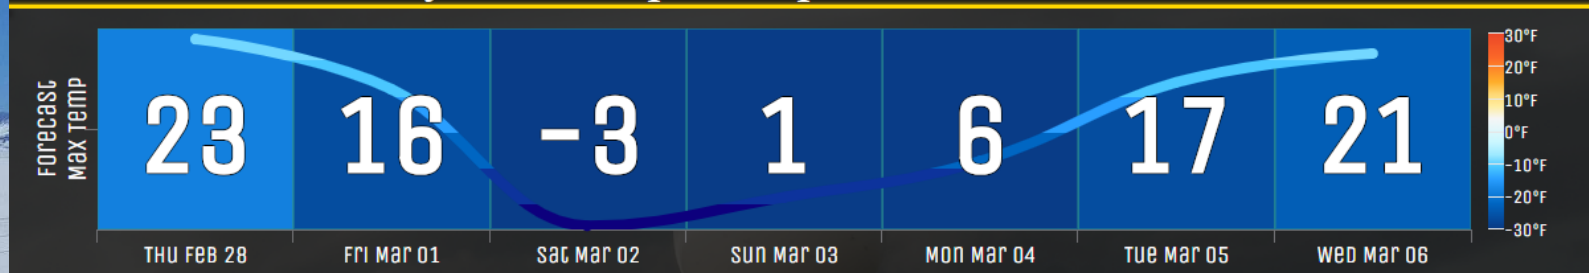 Forecast
Max Temp
23 16 -3 1 6 17 21
Thu Feb 28 Fri Mar 01 Sat Mar 02 Sun Mar 03 Mon Mar 04 Tue Mar 05 Wed Mar 06
30°F
20°F
10°F
0°F
-10°F
-20°F
-30°F